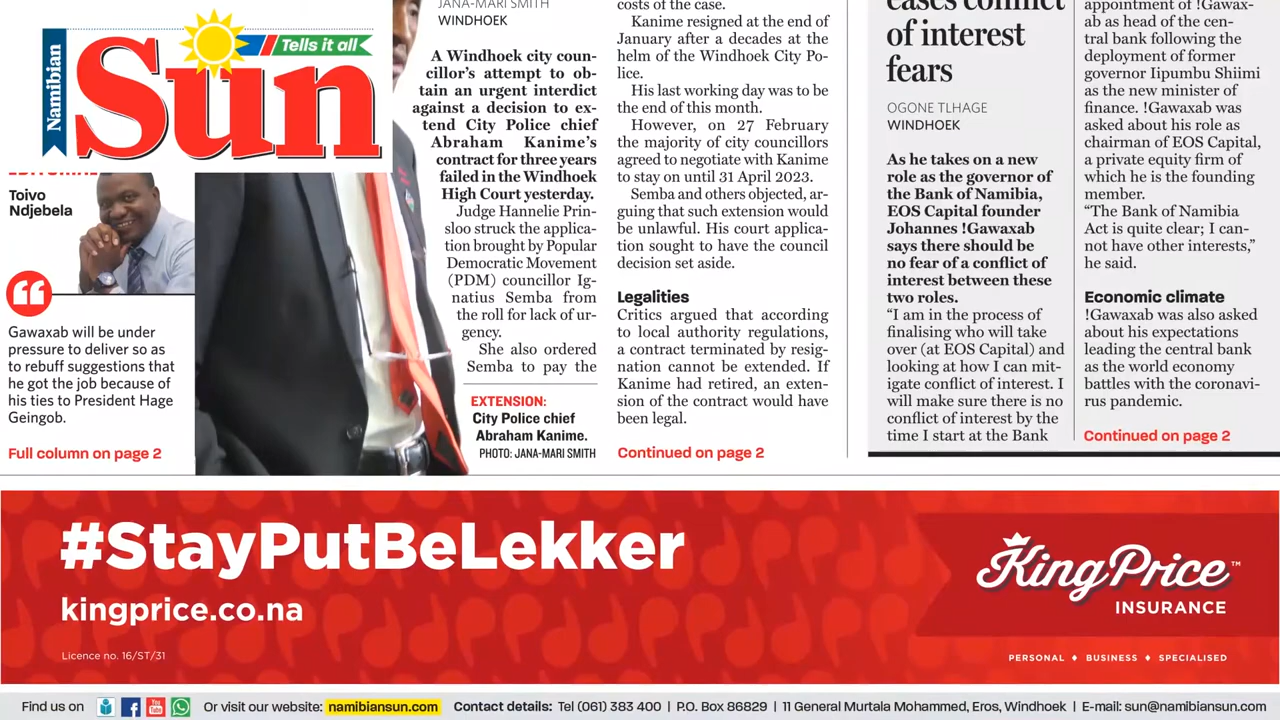 Namibian
Sun
Tells it all
Toivo
Ndjebela
Gawaxab will be under
pressure to deliver so as
to rebuff suggestions that
he got the job because of
his ties to President Hage
Geingob.
Full column on page 2
JANA-MARI SMITH
WINDHOEK
A Windhoek city coun-
cillor's attempt to ob-
tain an urgent interdict
against a decision to ex-
tend City Police chief
Abraham Kanime's
contract for three years
failed in the Windhoek
High Court yesterday.
Judge Hannelie Prin-
sloo struck the applica-
tion brought by Popular
Democratic Movement
(PDM) councillor Ig-
natius Semba from
the roll for lack of ur-
gency.
She also ordered
Semba to pay the
EXTENSION:
City Police chief
Abraham Kanime.
PHOTO: JANA-MARI SMITH
costs of the case.
Kanime resigned at the end of
January after a decades at the
helm of the Windhoek City Po-
lice.
His last working day was to be
the end of this month.
However, on 27 February
the majority of city councillors
agreed to negotiate with Kanime
to stay on until 31 April 2023.
Semba and others objected, ar-
guing that such extension would
be unlawful. His court applica-
tion sought to have the council
decision set aside.
Legalities
Critics argued that according
to local authority regulations,
a contract terminated by resig-
nation cannot be extended. If
Kanime had retired, an exten-
sion of the contract would have
been legal.
Continued on page 2
eases conflict
of interest
fears
OGONE TLHAGE
WINDHOEK
As he takes on a new
role as the governor of
the Bank of Namibia,
EOS Capital founder
Johannes !Gawaxab
says there should be
no fear of a conflict of
interest between these
two roles.
"I am in the process of
finalising who will take
over (at EOS Capital) and
looking at how I can mit-
igate conflict of interest. I
will make sure there is no
conflict of interest by the
time I start at the Bank
appointment of !Gawax-
ab as head of the cen-
tral bank following the
deployment of former
governor Iipumbu Shiimi
as the new minister of
finance. !Gawaxab was
asked about his role as
chairman of EOS Capital,
a private equity firm of
which he is the founding
member.
"The Bank of Namibia
Act is quite clear; I can-
not have other interests,"
he said.
Economic climate
!Gawaxab was also asked
about his expectations
leading the central bank
as the world economy
battles with the coronavi-
rus pandemic.
Continued on page 2
#StayPutBeLekker
kingprice.co.na
Licence no. 16/ST/31
King Price™
INSURANCE
PERSONAL ♦ BUSINESS ♦ SPECIALISED
Find us on Or visit our website: namibiansun.com Contact details: Tel (061) 383 400 | P.O. Box 86829 | 11 General Murtala Mohammed, Eros, Windhoek | E-mail: sun@namibiansun.com